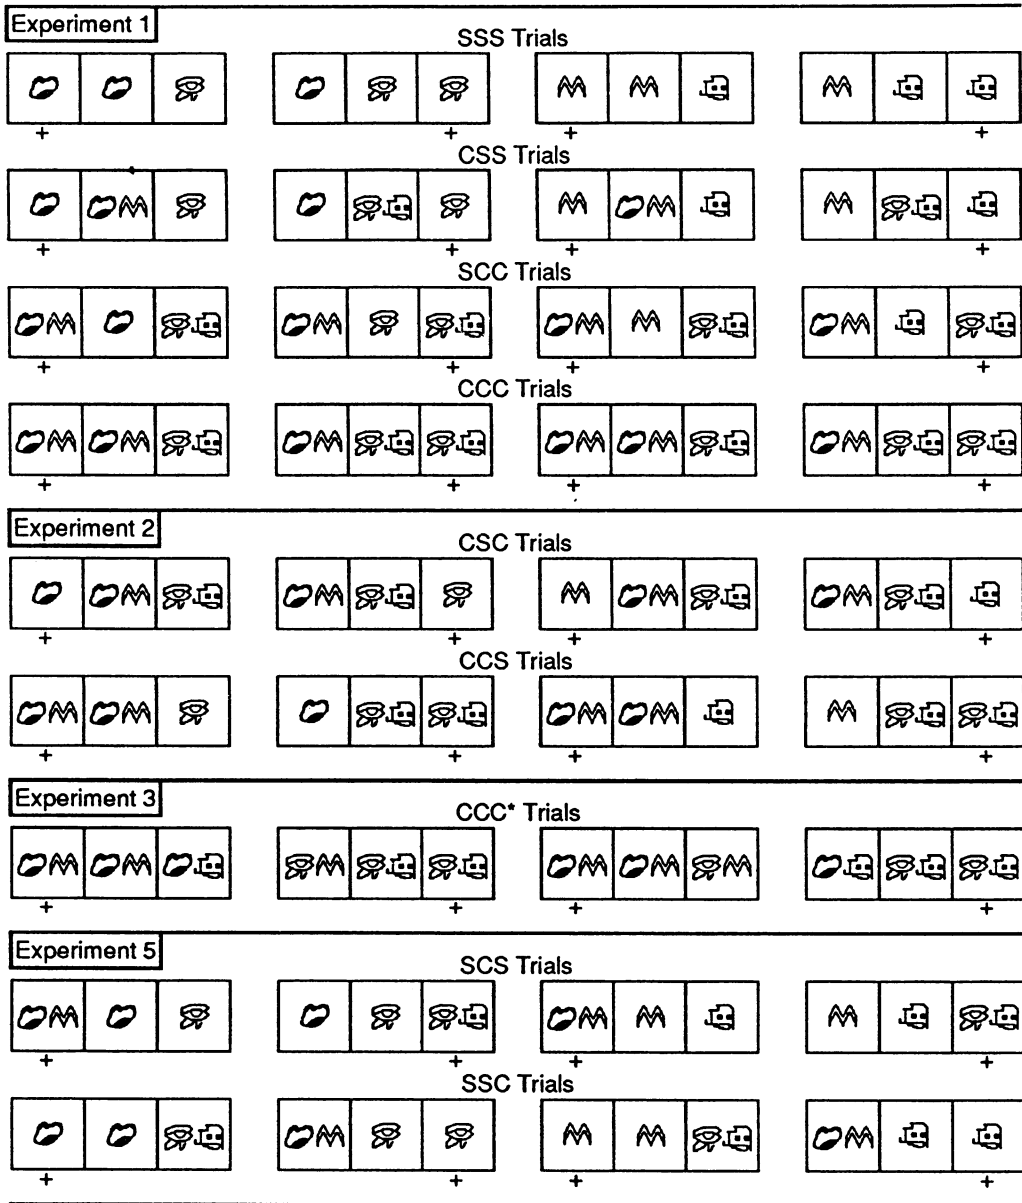 Experiment 1
SSS Trials
+ + + +
CSS Trials
+ + + +
SCC Trials
+ + + +
CCC Trials
+ + + +
Experiment 2
CSC Trials
+ + + +
CCS Trials
+ + + +
Experiment 3
CCC* Trials
+ + + +
Experiment 5
SCS Trials
+ + + +
SSC Trials
+ + + +